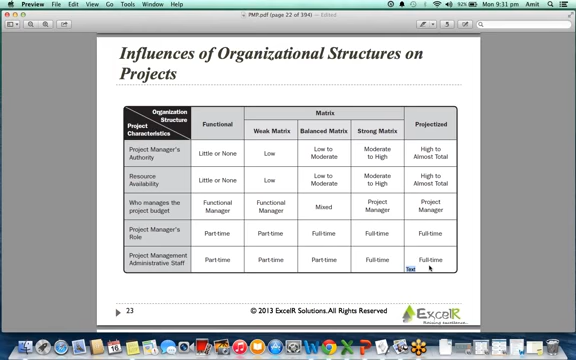 Preview File Edit View Go Tools Window Help
92% Mon 9:31 pm Amit
PMP.pdf (page 22 of 394) — Edited
Influences of Organizational Structures on
Projects
Organization
Structure
Project
Characteristics
Functional
Matrix
Projectized
Weak Matrix
Balanced Matrix
Strong Matrix
Project Manager's
Authority
Little or None
Low
Low to
Moderate
Moderate
to High
High to
Almost Total
Resource
Availability
Little or None
Low
Low to
Moderate
Moderate
to High
High to
Almost Total
Who manages the
project budget
Functional
Manager
Functional
Manager
Mixed
Project
Manager
Project
Manager
Project Manager's
Role
Part-time
Part-time
Full-time
Full-time
Full-time
Project Management
Administrative Staff
Part-time
Part-time
Part-time
Full-time
Full-time
Text
23
© 2013 ExcelR Solutions.All Rights Reserved
ExcelR